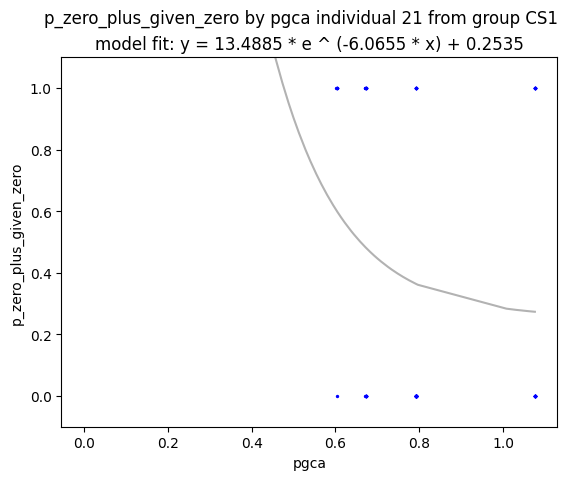 p_zero_plus_given_zero by pgca individual 21 from group CS1
model fit: y = 13.4885 * e ^ (-6.0655 * x) + 0.2535
1.0
0.8
0.6
0.4
0.2
0.0
p_zero_plus_given_zero
0.0 0.2 0.4 0.6 0.8 1.0
pgca